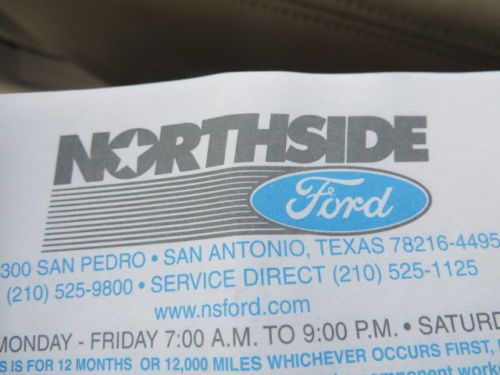 NORTHSIDE
Ford
300 SAN PEDRO • SAN ANTONIO, TEXAS 78216-4495
(210) 525-9800 • SERVICE DIRECT (210) 525-1125
www.nsford.com
MONDAY - FRIDAY 7:00 A.M. TO 9:00 P.M. • SATURD
IS FOR 12 MONTHS OR 12,000 MILES WHICHEVER OCCURS FIRST,
component work